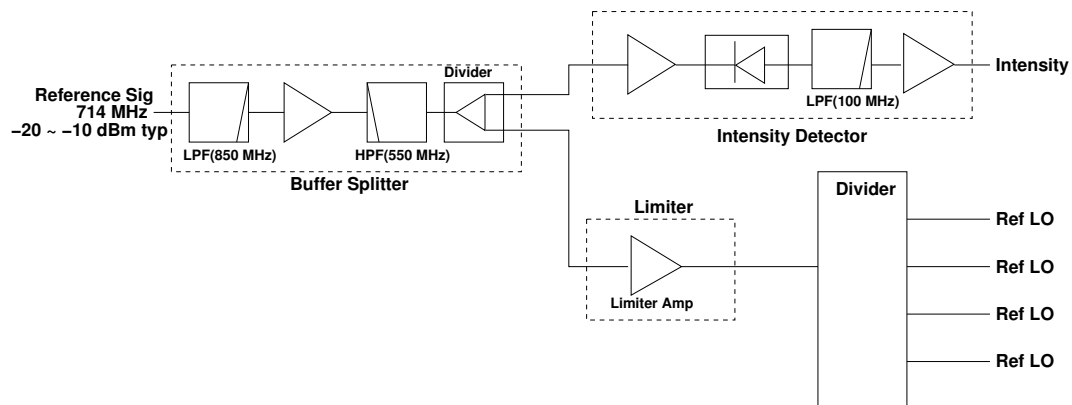 Reference Sig
714 MHz
−20 ~ −10 dBm typ
LPF(850 MHz)
HPF(550 MHz)
Divider
Buffer Splitter
LPF(100 MHz)
Intensity
Intensity Detector
Limiter
Limiter Amp
Divider
Ref LO
Ref LO
Ref LO
Ref LO